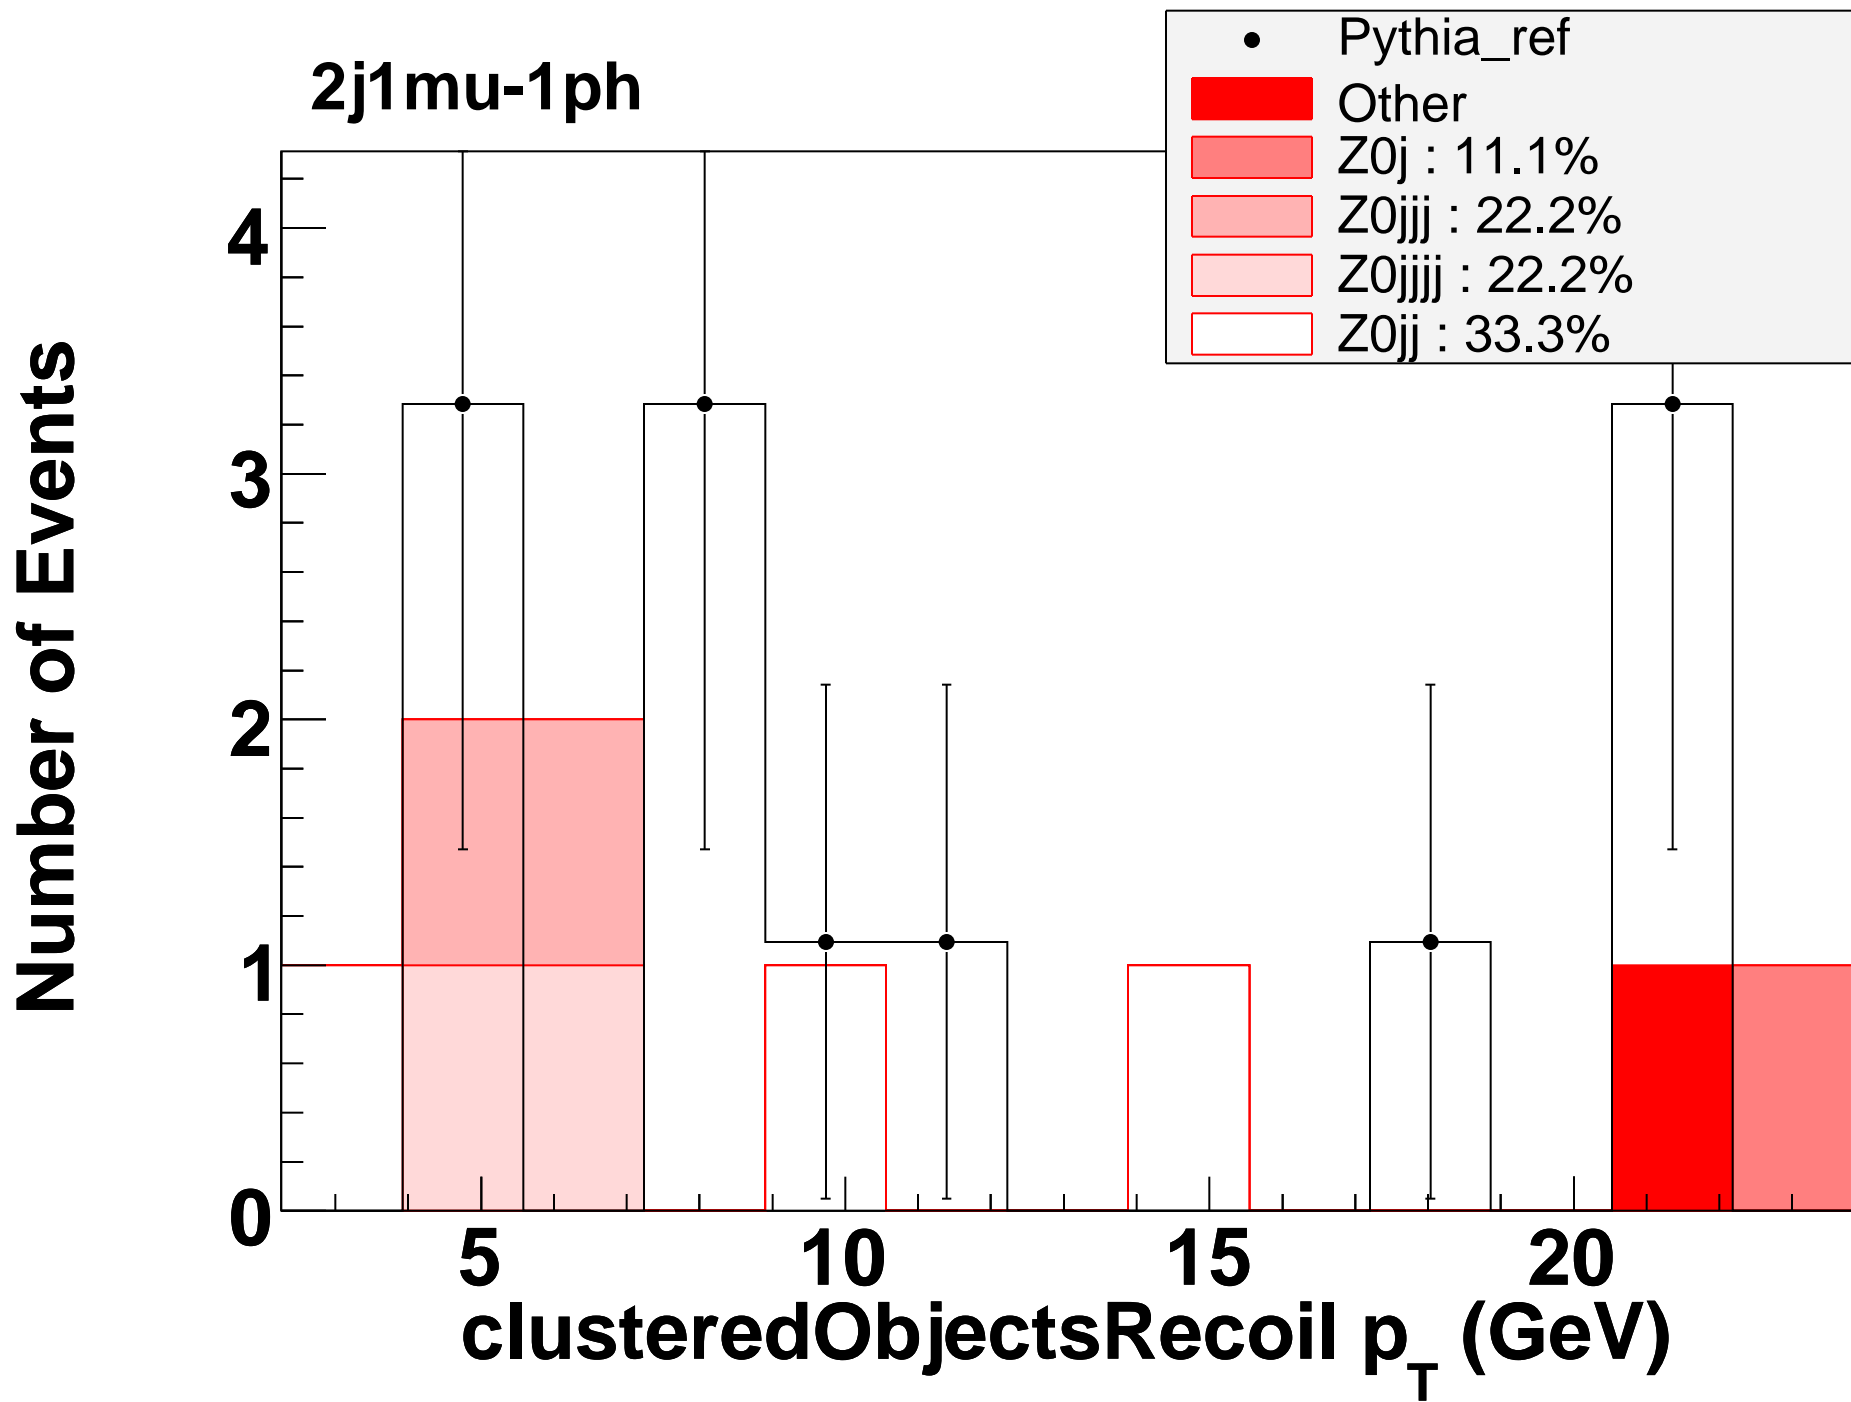 2j1mu-1ph
Pythia_ref
Other
Z0j : 11.1%
Z0jjj : 22.2%
Z0jjjj : 22.2%
Z0jj : 33.3%
Number of Events
4
3
2
1
0
5 10 15 20
clusteredObjectsRecoil p_T (GeV)